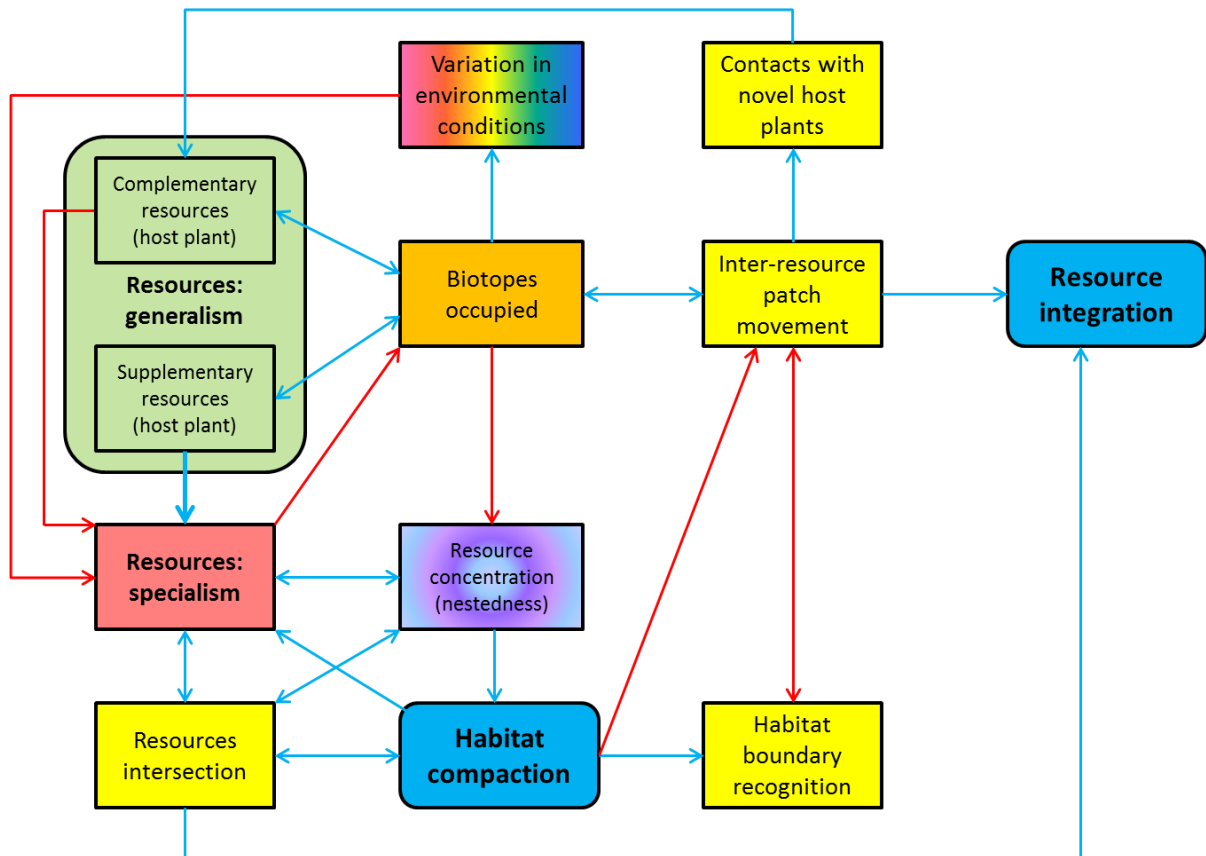 Variation in
environmental
conditions
Contacts with
novel host
plants
Complementary
resources
(host plant)
Resources:
generalism
Supplementary
resources
(host plant)
Biotopes
occupied
Inter-resource
patch
movement
Resource
integration
Resources:
specialism
Resource
concentration
(nestedness)
Resources
intersection
Habitat
compaction
Habitat
boundary
recognition